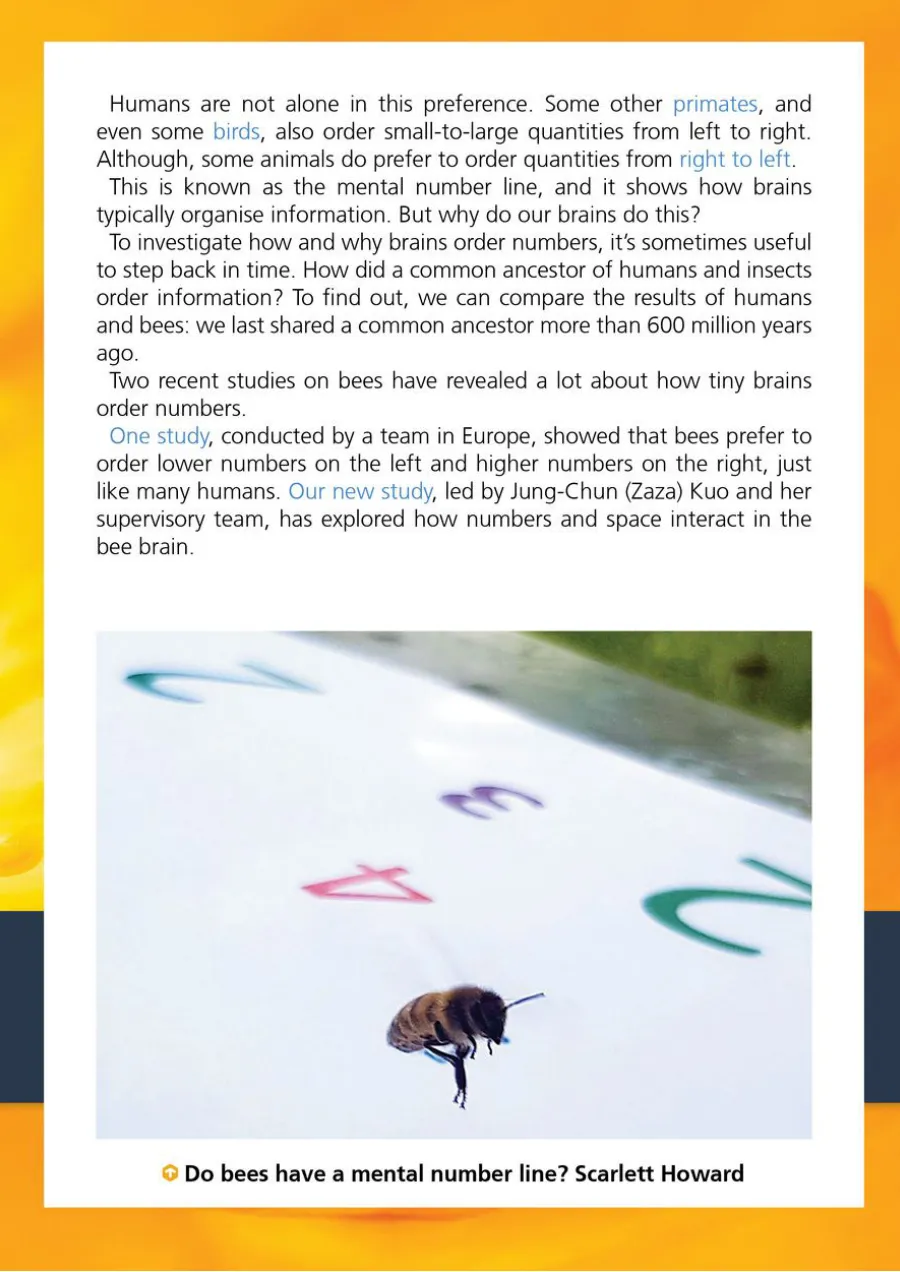 Humans are not alone in this preference. Some other primates, and
even some birds, also order small-to-large quantities from left to right.
Although, some animals do prefer to order quantities from right to left.
This is known as the mental number line, and it shows how brains
typically organise information. But why do our brains do this?
To investigate how and why brains order numbers, it’s sometimes useful
to step back in time. How did a common ancestor of humans and insects
order information? To find out, we can compare the results of humans
and bees: we last shared a common ancestor more than 600 million years
ago.
Two recent studies on bees have revealed a lot about how tiny brains
order numbers.
One study, conducted by a team in Europe, showed that bees prefer to
order lower numbers on the left and higher numbers on the right, just
like many humans. Our new study, led by Jung-Chun (Zaza) Kuo and her
supervisory team, has explored how numbers and space interact in the
bee brain.
2
3
4
2
Do bees have a mental number line? Scarlett Howard